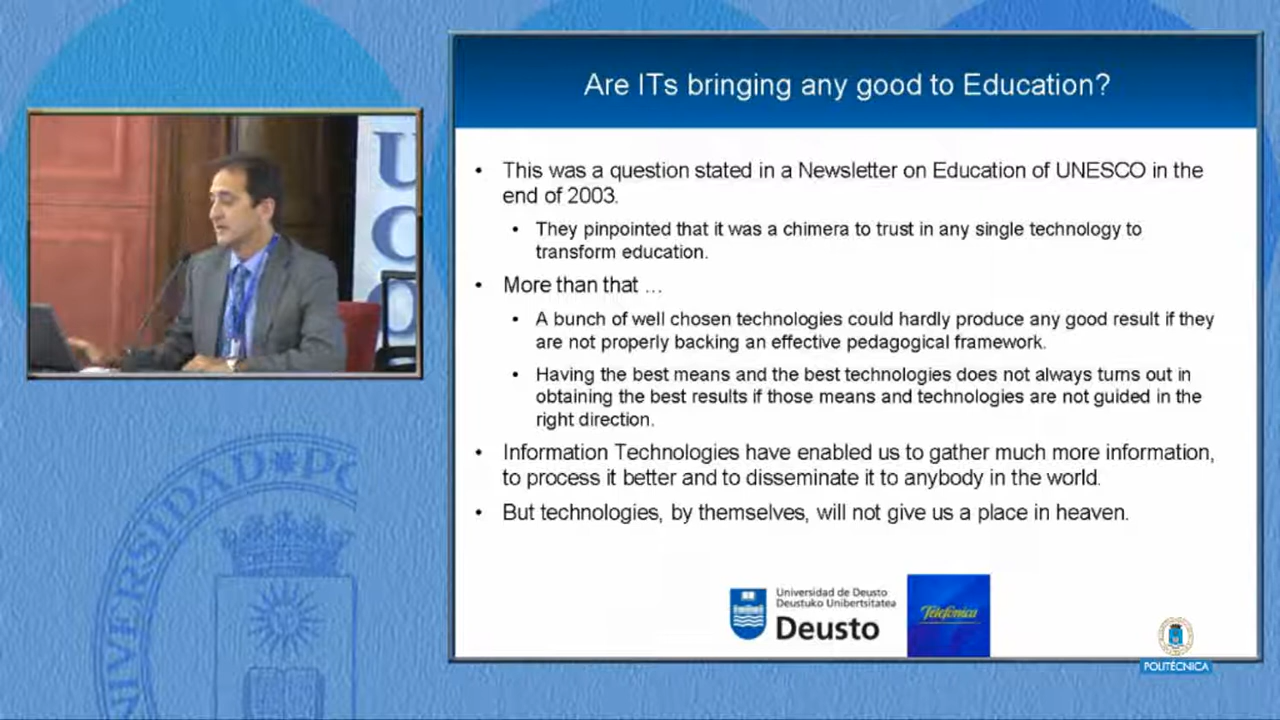 Are ITs bringing any good to Education?
• This was a question stated in a Newsletter on Education of UNESCO in the
end of 2003.
• They pinpointed that it was a chimera to trust in any single technology to
transform education.
• More than that ...
• A bunch of well chosen technologies could hardly produce any good result if they
are not properly backing an effective pedagogical framework.
• Having the best means and the best technologies does not always turns out in
obtaining the best results if those means and technologies are not guided in the
right direction.
• Information Technologies have enabled us to gather much more information,
to process it better and to disseminate it to anybody in the world.
• But technologies, by themselves, will not give us a place in heaven.
Universidad de Deusto
Deustuko Unibertsitatea
Deusto
Telefónica
POLITÉCNICA
UNIVERSIDAD PO
U
C